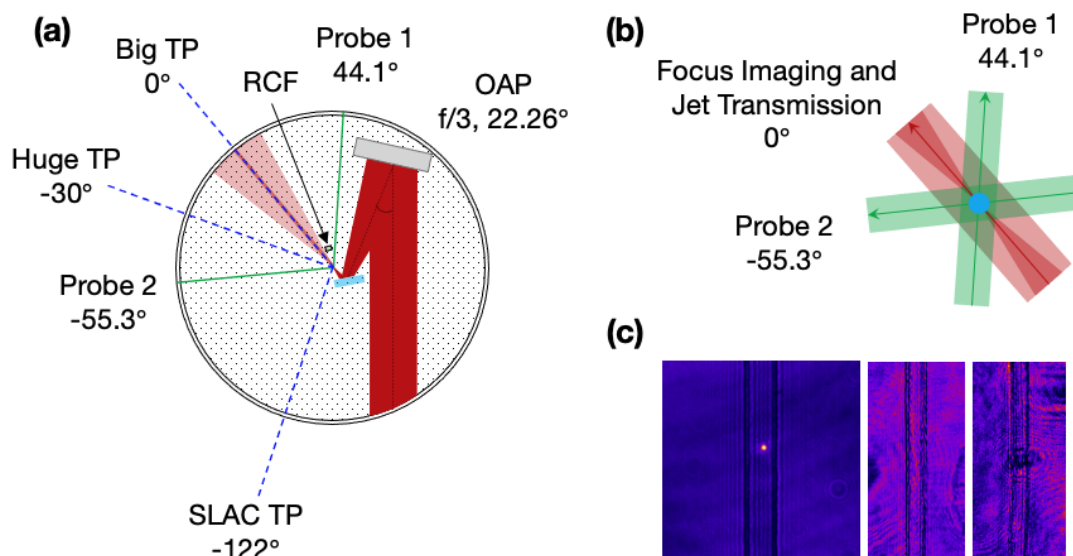 (a)
Big TP
0°
RCF
Probe 1
44.1°
OAP
f/3, 22.26°
Huge TP
-30°
Probe 2
-55.3°
SLAC TP
-122°
(b)
Probe 1
44.1°
Focus Imaging and
Jet Transmission
0°
Probe 2
-55.3°
(c)